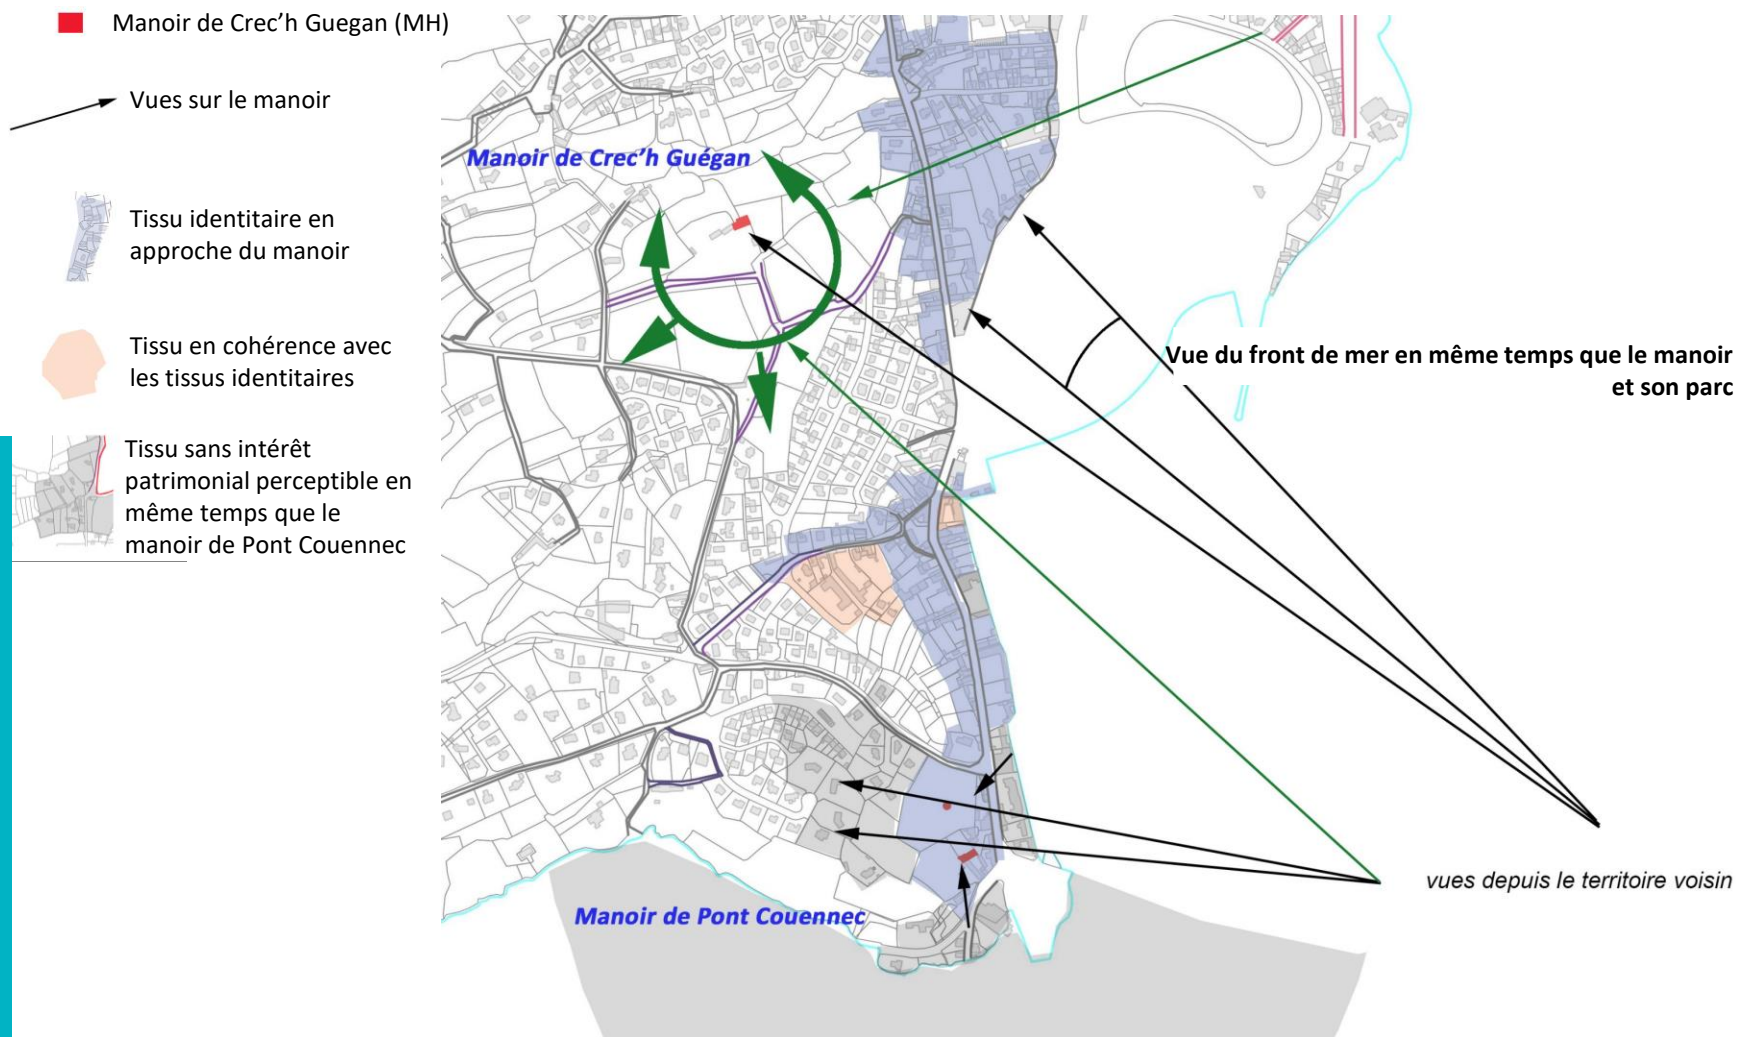 Manoir de Crec’h Guegan (MH)
Vues sur le manoir
Tissu identitaire en
approche du manoir
Tissu en cohérence avec
les tissus identitaires
Tissu sans intérêt
patrimonial perceptible en
même temps que le
manoir de Pont Couennec
Manoir de Crec’h Guégan
Vue du front de mer en même temps que le manoir
et son parc
vues depuis le territoire voisin
Manoir de Pont Couennec